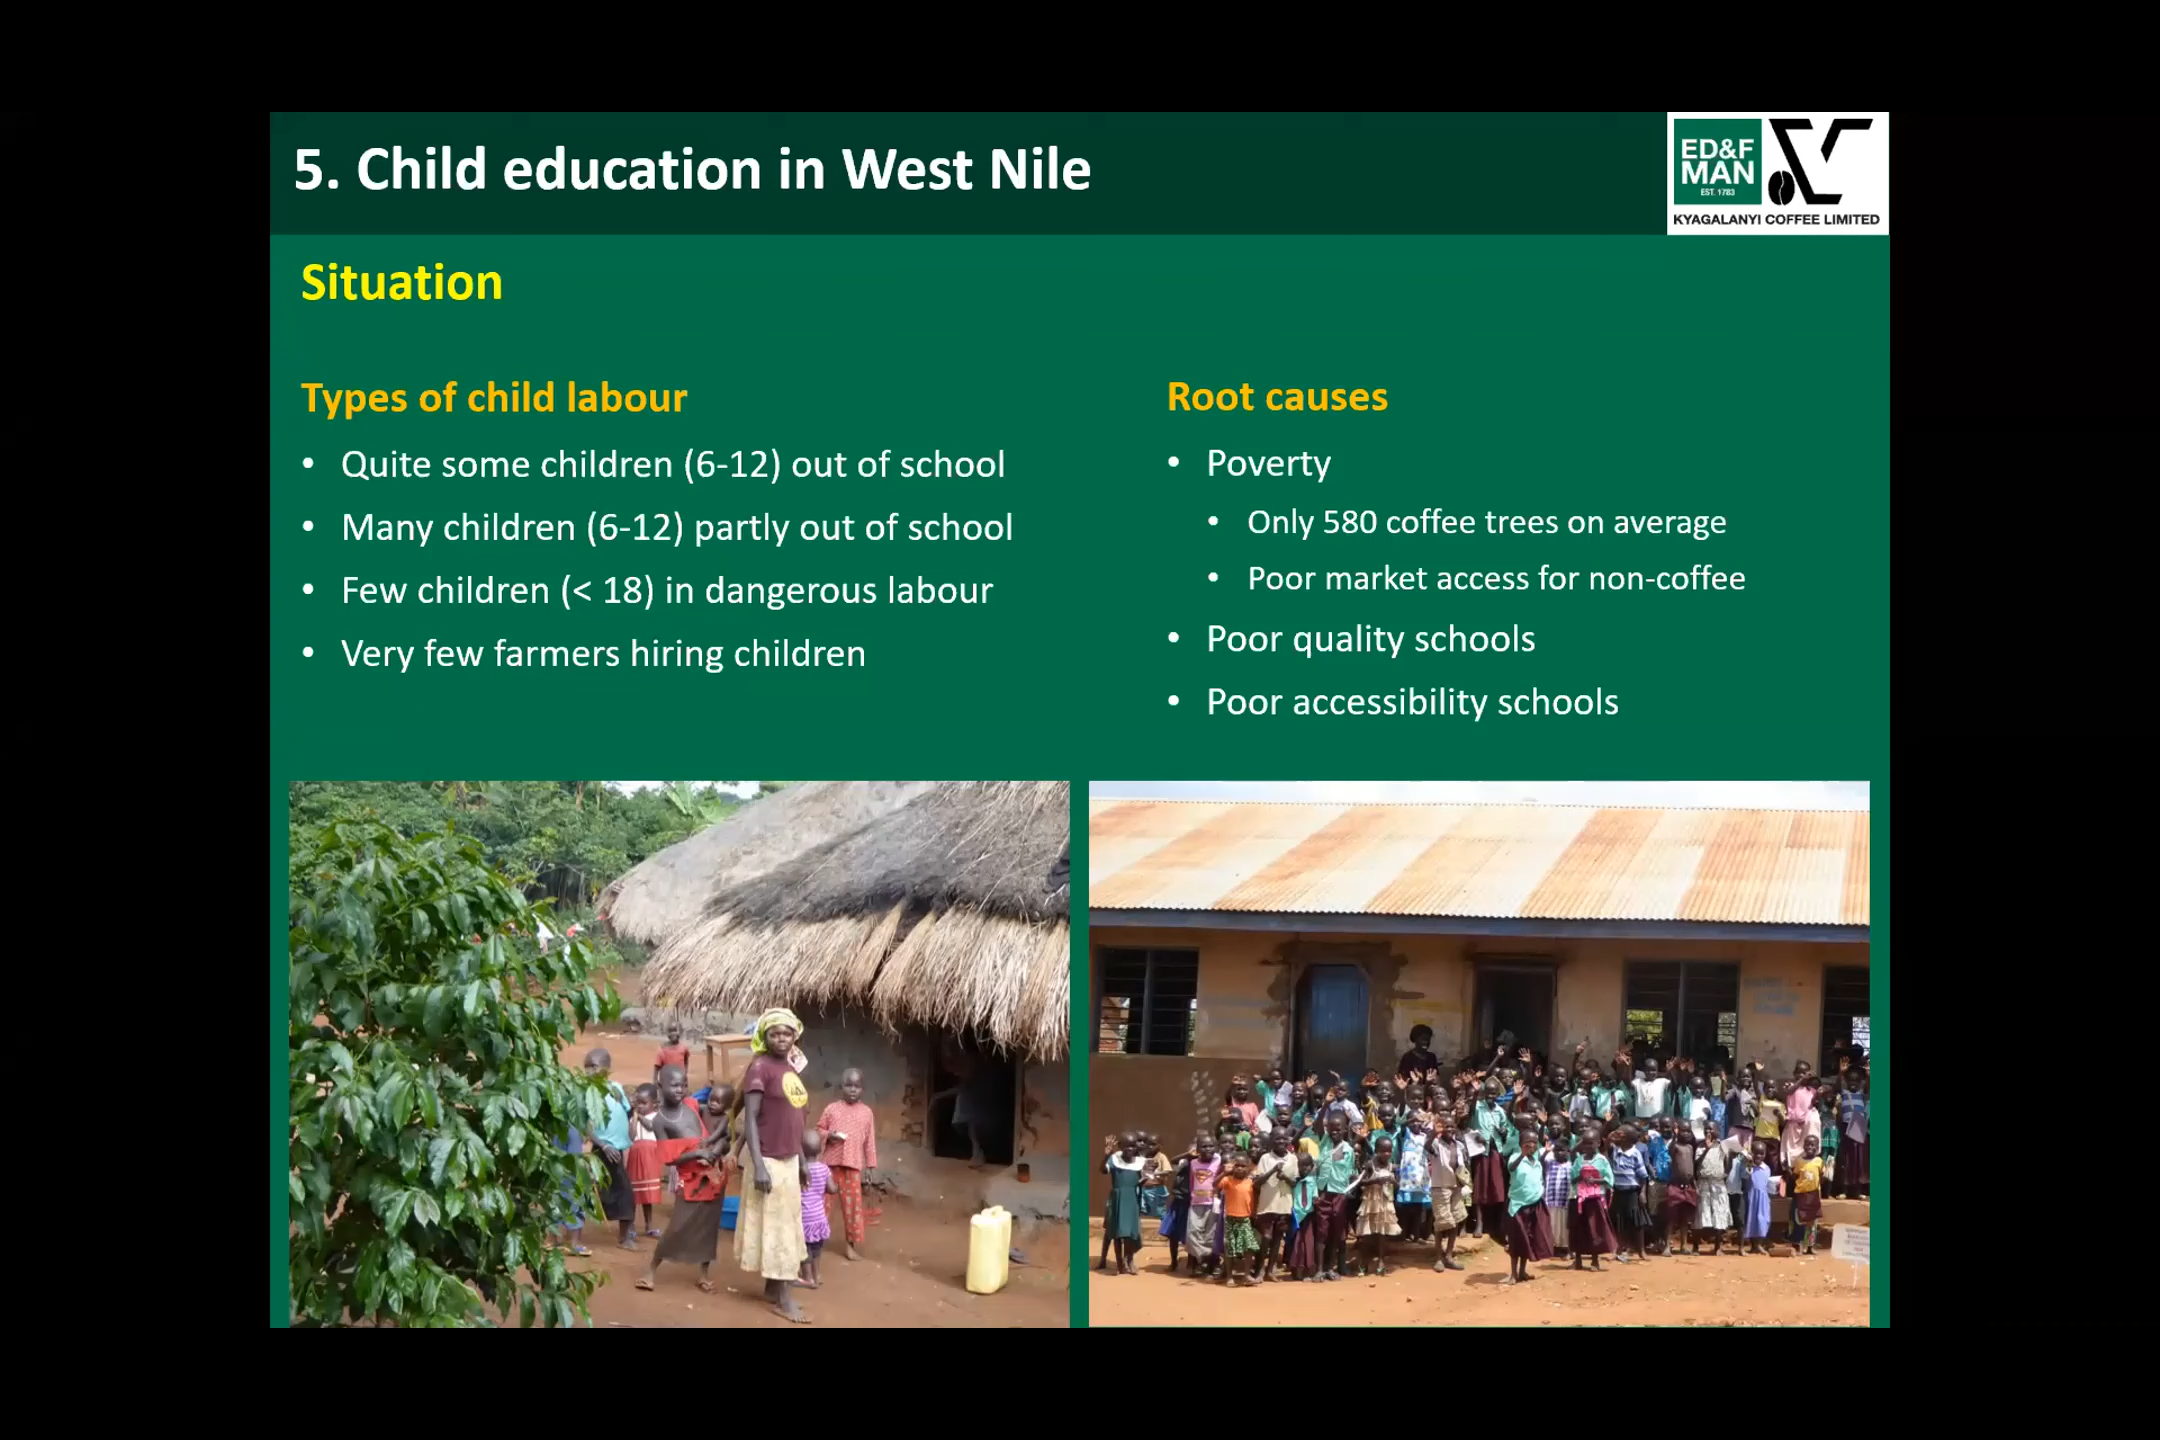 5. Child education in West Nile
ED&F
MAN
EST. 1783
KYAGALANYI COFFEE LIMITED
Situation
Types of child labour
• Quite some children (6-12) out of school
• Many children (6-12) partly out of school
• Few children (< 18) in dangerous labour
• Very few farmers hiring children
Root causes
• Poverty
• Only 580 coffee trees on average
• Poor market access for non-coffee
• Poor quality schools
• Poor accessibility schools